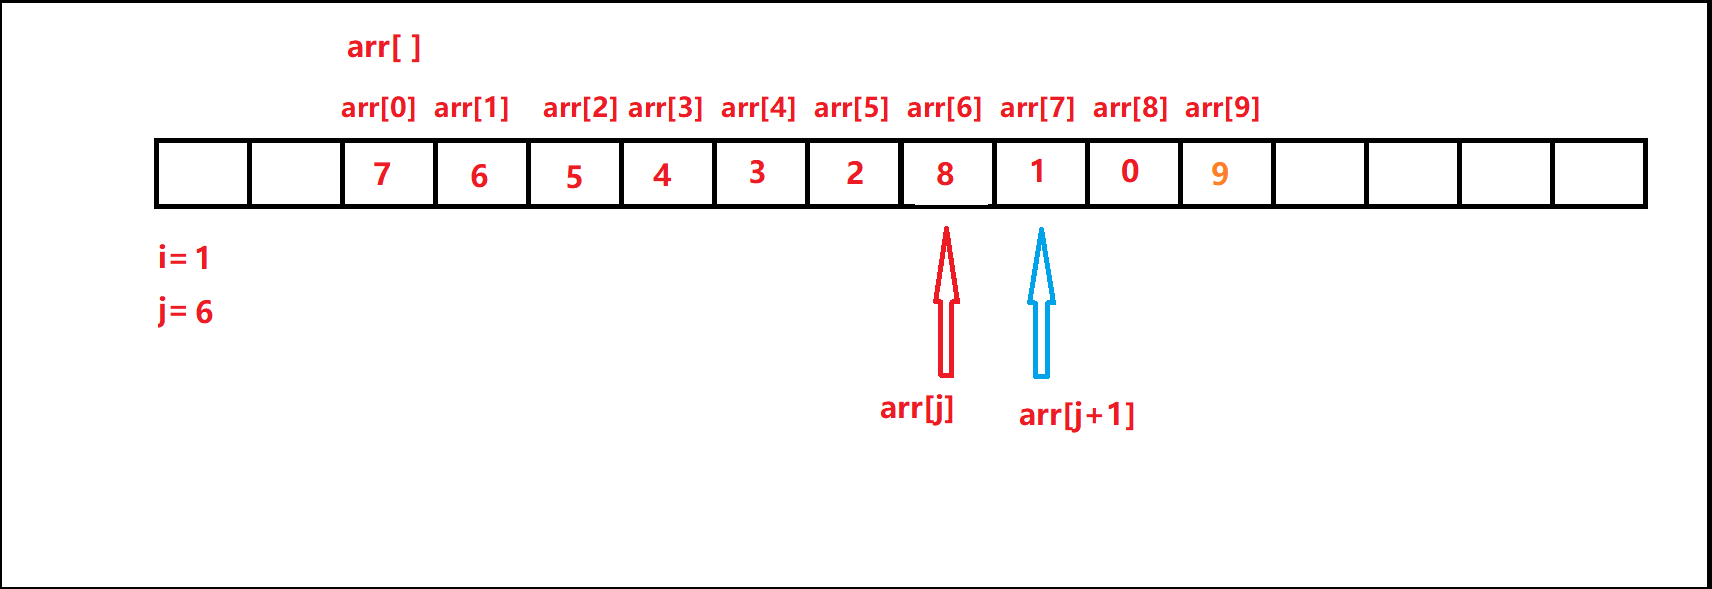 arr[ ]
arr[0] arr[1] arr[2] arr[3] arr[4] arr[5] arr[6] arr[7] arr[8] arr[9]
7 6 5 4 3 2 8 1 0 9
i= 1
j= 6
arr[j] arr[j+1]